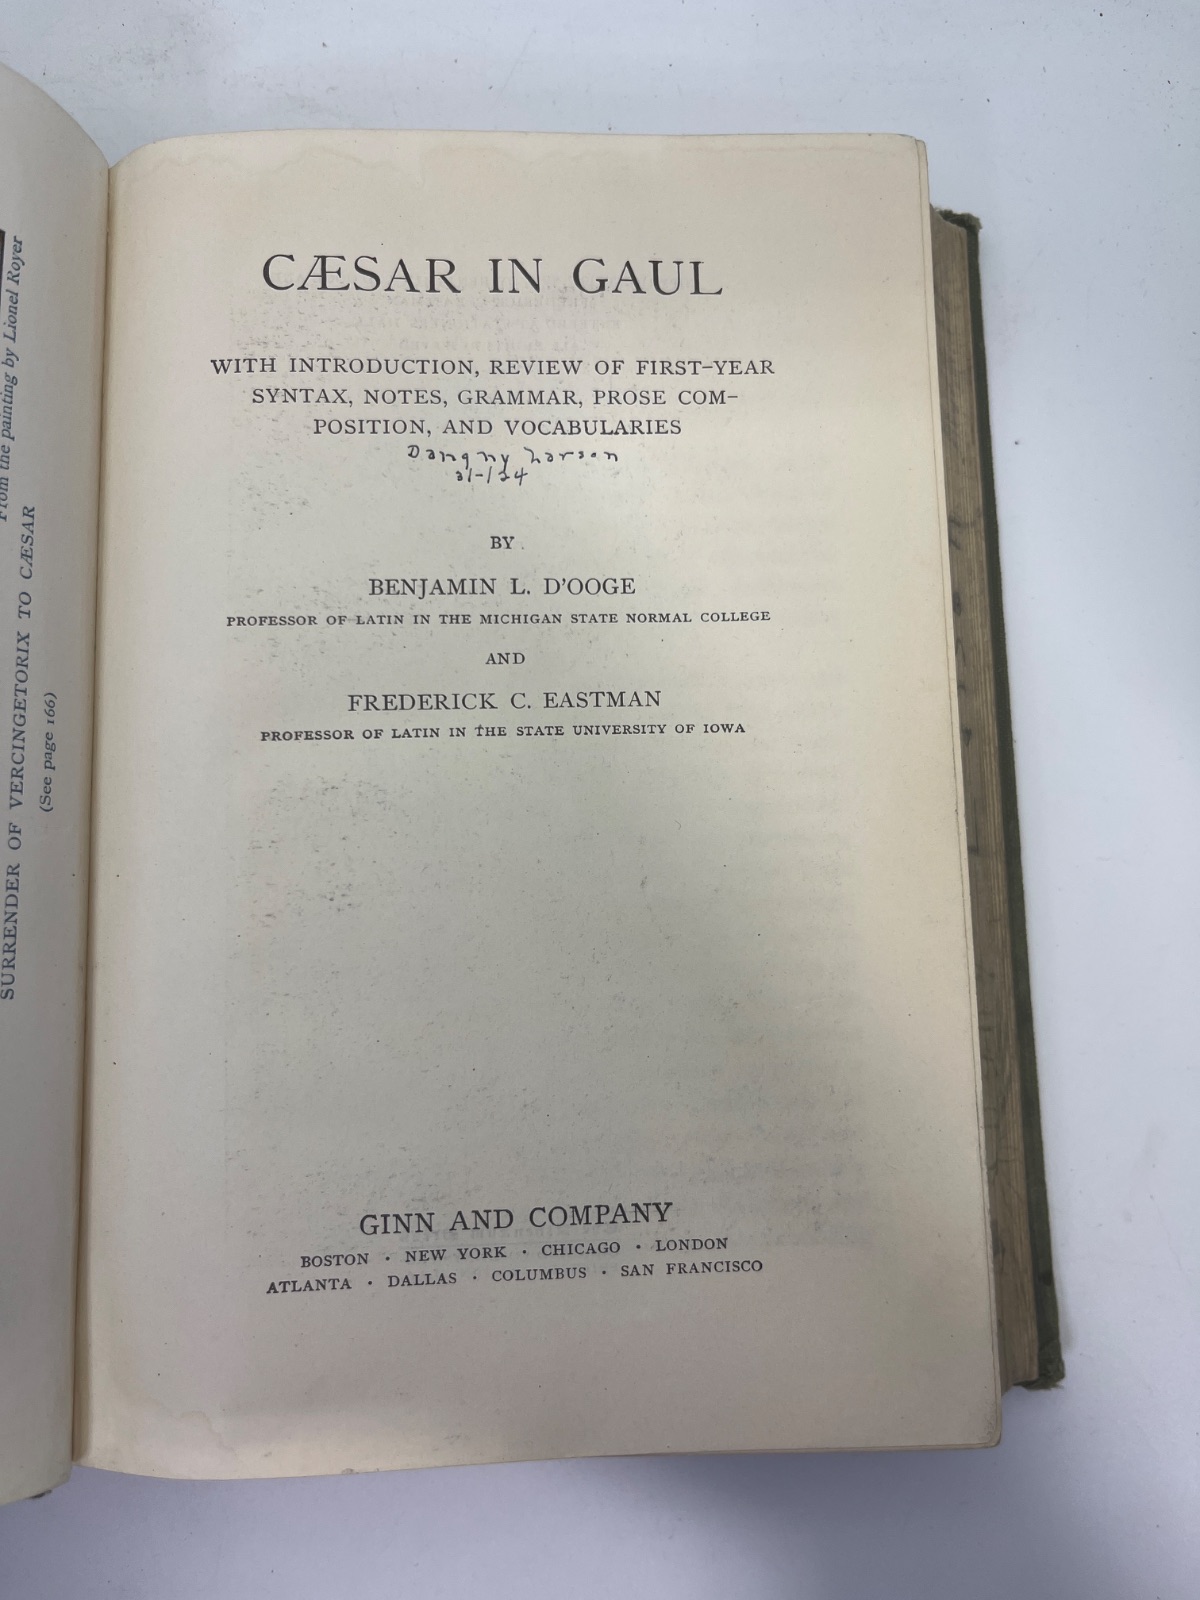 From the painting by Lionel Royer
SURRENDER OF VERCINGETORIX TO CÆSAR
(See page 166)
CÆSAR IN GAUL
WITH INTRODUCTION, REVIEW OF FIRST-YEAR
SYNTAX, NOTES, GRAMMAR, PROSE COM-
POSITION, AND VOCABULARIES
Larson
BY
BENJAMIN L. D'OOGE
PROFESSOR OF LATIN IN THE MICHIGAN STATE NORMAL COLLEGE
AND
FREDERICK C. EASTMAN
PROFESSOR OF LATIN IN THE STATE UNIVERSITY OF IOWA
GINN AND COMPANY
BOSTON · NEW YORK · CHICAGO · LONDON
ATLANTA · DALLAS · COLUMBUS · SAN FRANCISCO